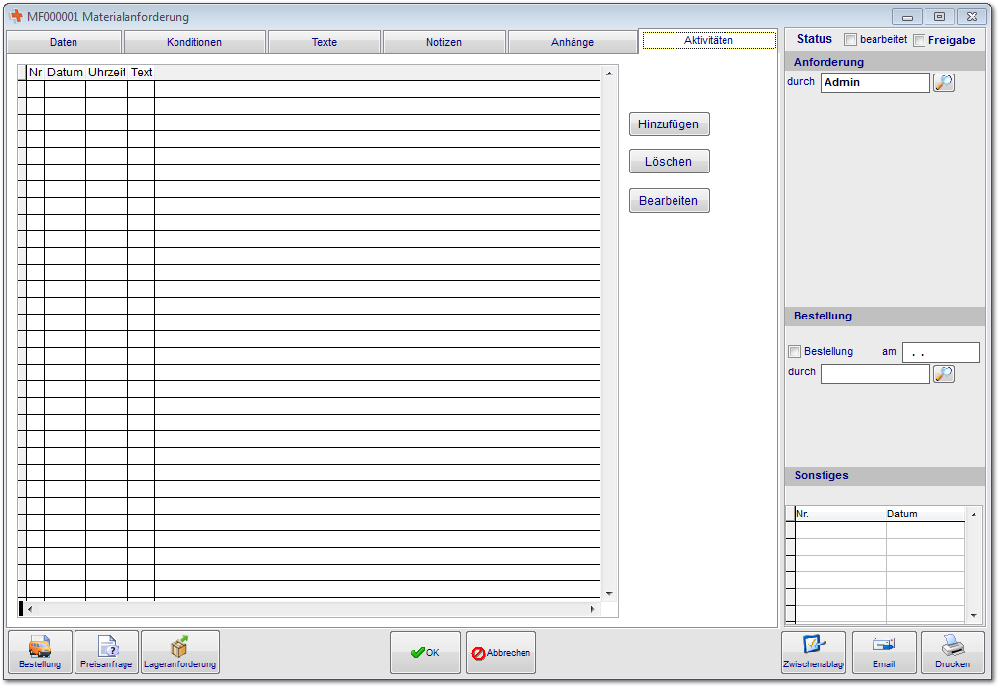 MF000001 Materialanforderung
Daten Konditionen Texte Notizen Anhänge Aktivitäten
Status bearbeitet Freigabe
Anforderung
durch Admin
Nr Datum Uhrzeit Text
Hinzufügen
Löschen
Bearbeiten
Bestellung
Bestellung am . .
durch
Sonstiges
Nr. Datum
Bestellung Preisanfrage Lageranforderung OK Abbrechen Zwischenablag Email Drucken